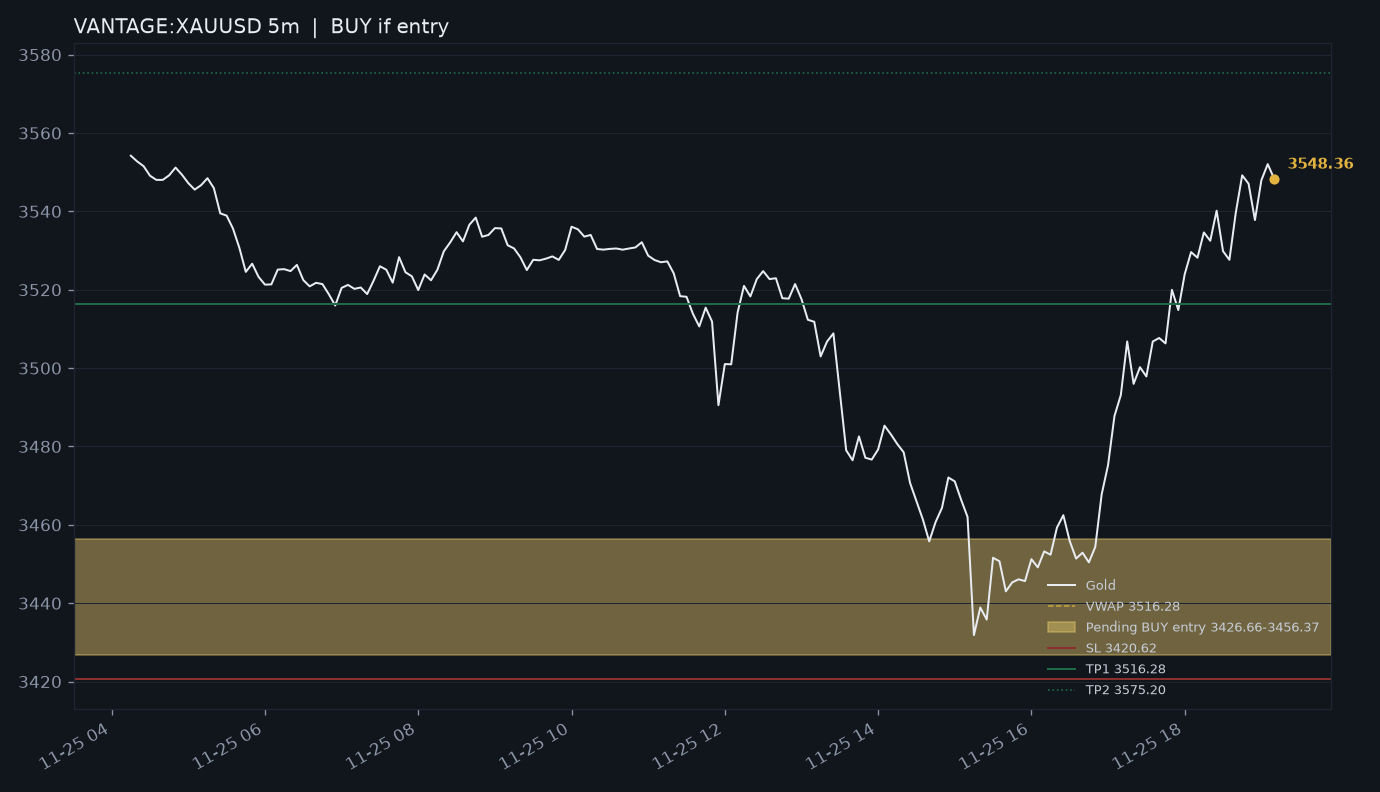 VANTAGE:XAUUSD 5m | BUY if entry
3580
3560
3540
3520
3500
3480
3460
3440
3420
3548.36
Gold
VWAP 3516.28
Pending BUY entry 3426.66-3456.37
SL 3420.62
TP1 3516.28
TP2 3575.20
11-25 04
11-25 06
11-25 08
11-25 10
11-25 12
11-25 14
11-25 16
11-25 18